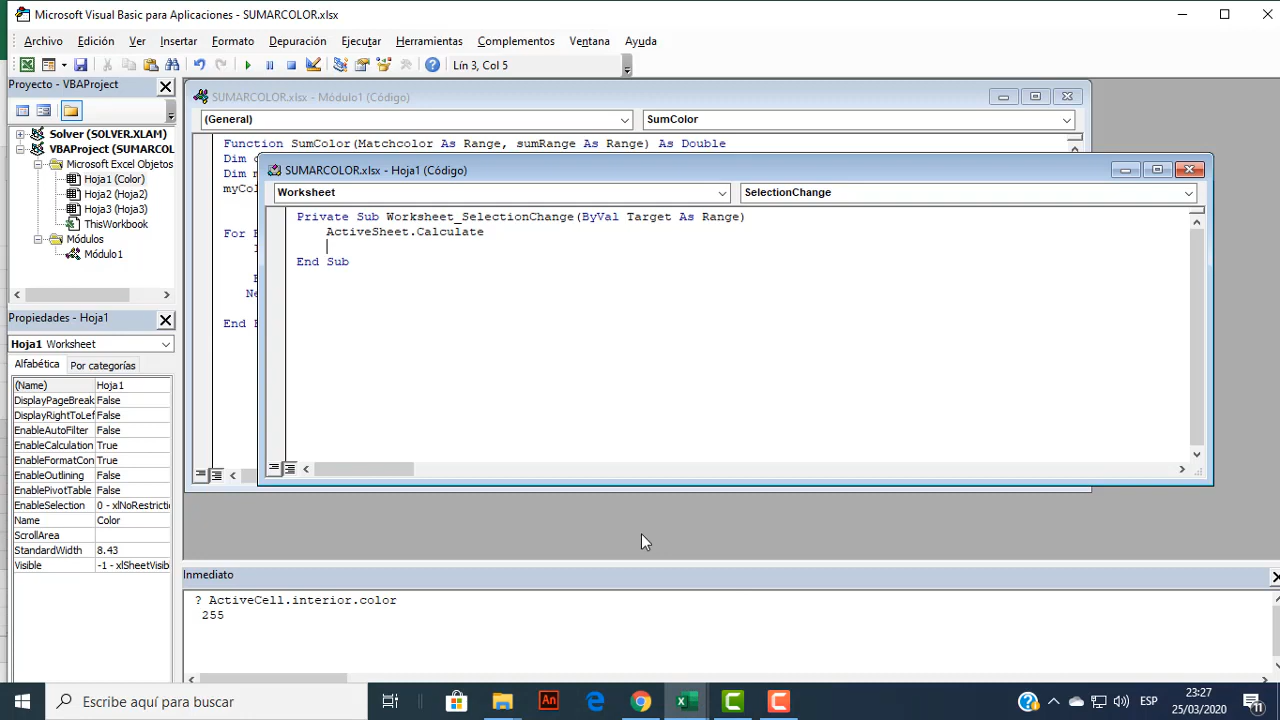 Microsoft Visual Basic para Aplicaciones - SUMARCOLOR.xlsx
Archivo Edición Ver Insertar Formato Depuración Ejecutar Herramientas Complementos Ventana Ayuda
Lín 3, Col 5
Proyecto - VBAProject
Solver (SOLVER.XLAM)
VBAProject (SUMARCOL
Microsoft Excel Objetos
Hoja1 (Color)
Hoja2 (Hoja2)
Hoja3 (Hoja3)
ThisWorkbook
Módulos
Módulo1
Propiedades - Hoja1
Hoja1 Worksheet
Alfabética Por categorías
(Name) Hoja1
DisplayPageBreak False
DisplayRightToLef False
EnableAutoFilter False
EnableCalculation True
EnableFormatCon True
EnableOutlining False
EnablePivotTable False
EnableSelection 0 - xlNoRestricti
Name Color
ScrollArea
StandardWidth 8.43
Visible -1 - xlSheetVisib
SUMARCOLOR.xlsx - Módulo1 (Código)
(General) SumColor
Function SumColor(Matchcolor As Range, sumRange As Range) As Double
Dim
Dim
myCo
For
Ne
End
SUMARCOLOR.xlsx - Hoja1 (Código)
Worksheet SelectionChange
Private Sub Worksheet_SelectionChange(ByVal Target As Range)
ActiveSheet.Calculate
End Sub
Inmediato
? ActiveCell.interior.color
255
Escribe aquí para buscar
An
ESP
23:27
25/03/2020
11